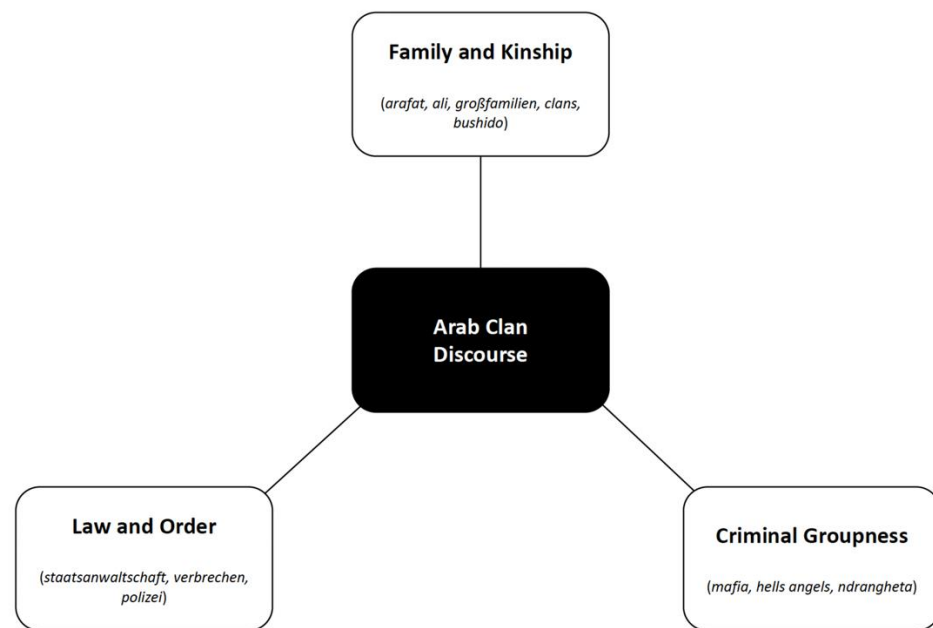 Family and Kinship
(arafat, ali, großfamilien, clans,
bushido)
Arab Clan
Discourse
Law and Order
(staatsanwaltschaft, verbrechen,
polizei)
Criminal Groupness
(mafia, hells angels, ndrangheta)